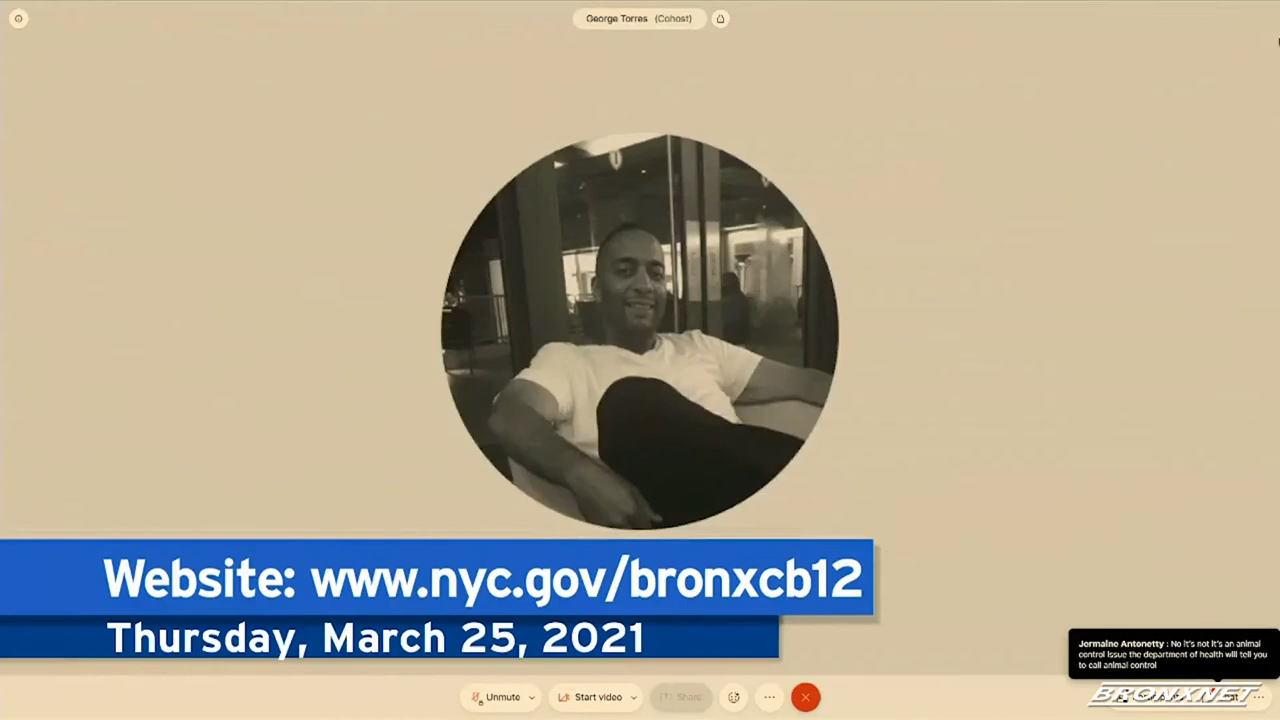 George Torres (Cohost)
Website: www.nyc.gov/bronxcb12
Thursday, March 25, 2021
Jermaine Antonetty : No it's not it's an animal
control issue the department of health will tell you
to call animal control
Unmute
Start video
Share
BRONXNET